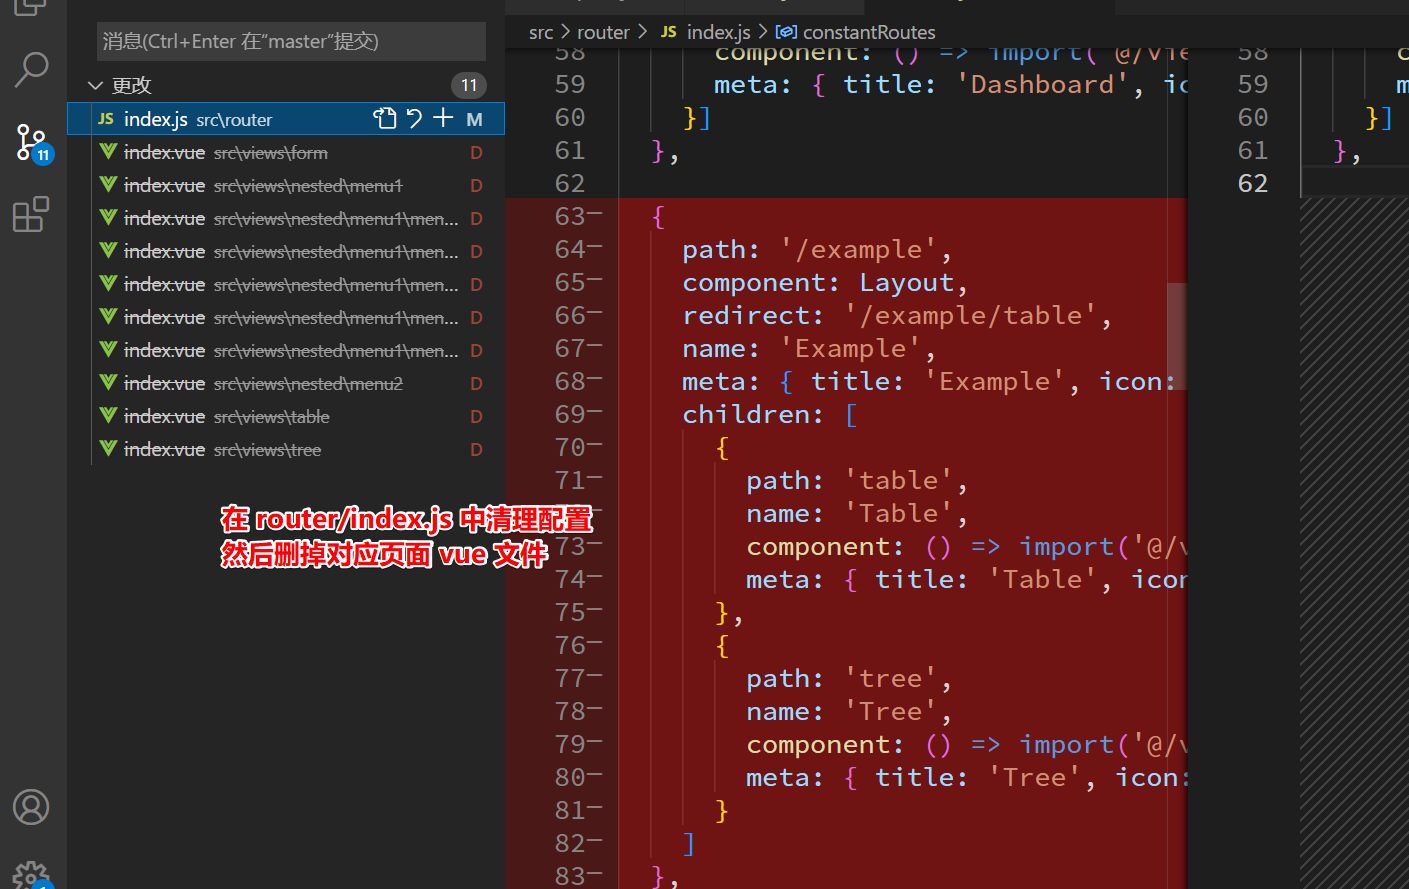 消息(Ctrl+Enter 在“master”提交)
更改 11
JS index.js src\router M
index.vue src\views\form D
index.vue src\views\nested\menu1 D
index.vue src\views\nested\menu1\men... D
index.vue src\views\nested\menu1\men... D
index.vue src\views\nested\menu1\men... D
index.vue src\views\nested\menu1\men... D
index.vue src\views\nested\menu1\men... D
index.vue src\views\nested\menu2 D
index.vue src\views\table D
index.vue src\views\tree D
11
在 router/index.js 中清理配置
然后删掉对应页面 vue 文件
src > router > JS index.js > constantRoutes
58 component: () => import('@/vie
59 meta: { title: 'Dashboard', ic
60 }]
61 },
62
63 {
64 path: '/example',
65 component: Layout,
66 redirect: '/example/table',
67 name: 'Example',
68 meta: { title: 'Example', icon:
69 children: [
70 {
71 path: 'table',
name: 'Table',
73 component: () => import('@/v
74 meta: { title: 'Table', icon
75 },
76 {
77 path: 'tree',
78 name: 'Tree',
79 component: () => import('@/v
80 meta: { title: 'Tree', icon:
81 }
82 ]
83 },
58 c
59 m
60 }]
61 },
62